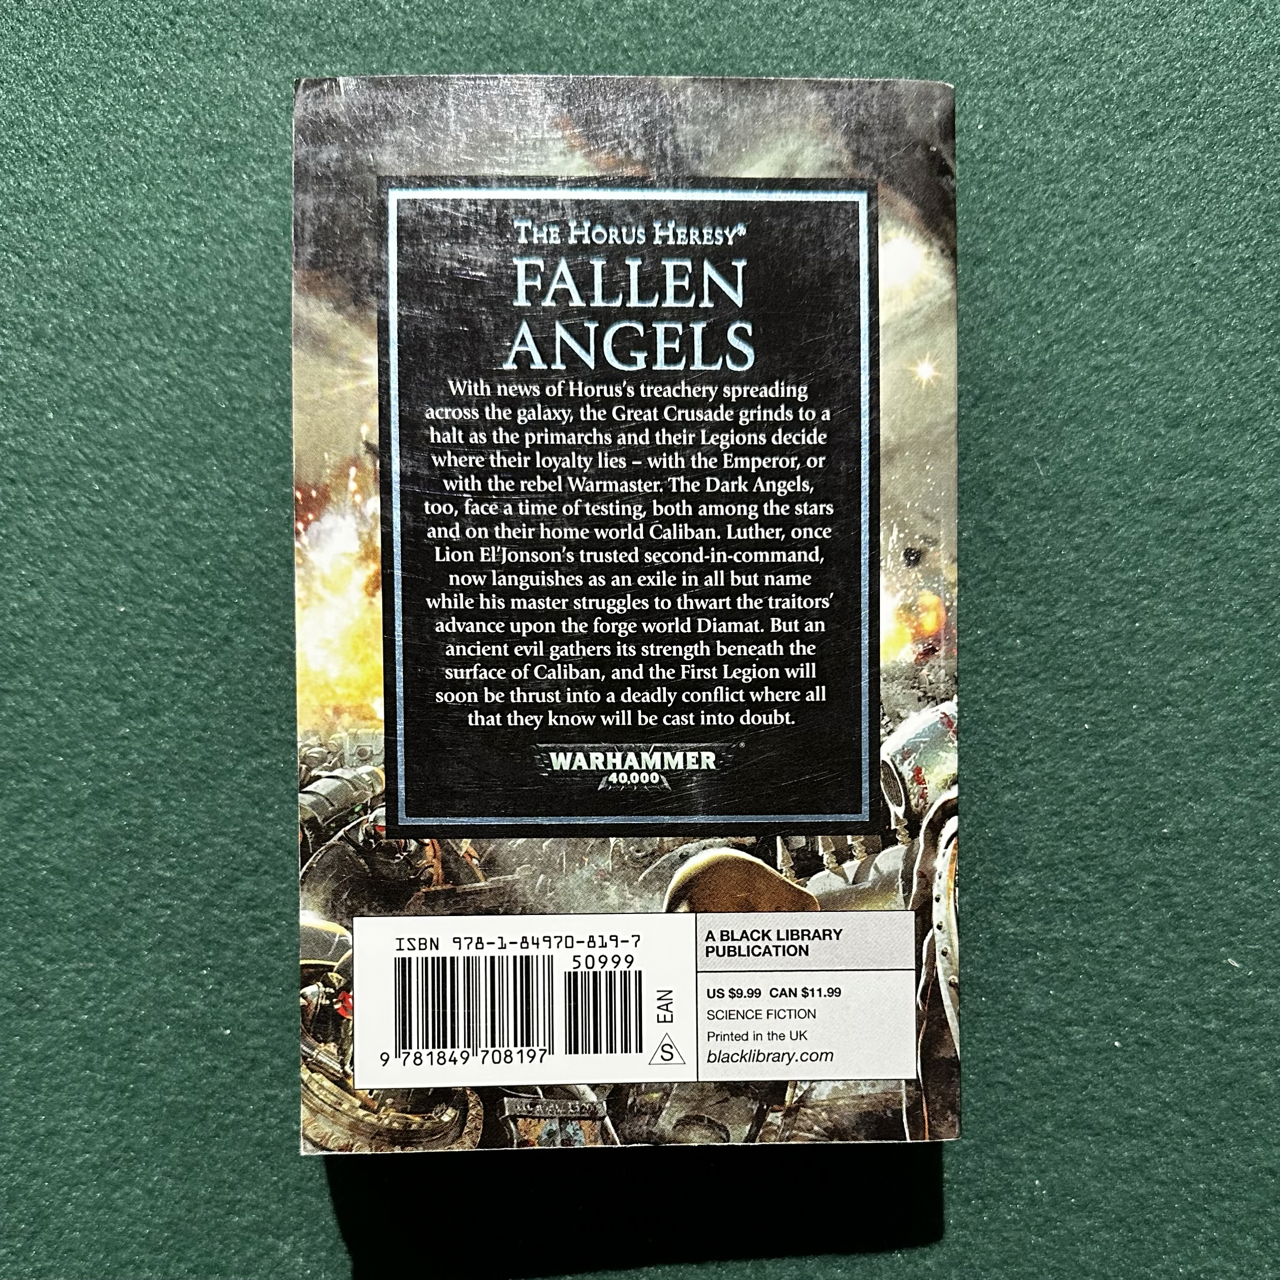 THE HORUS HERESY®
FALLEN
ANGELS
With news of Horus's treachery spreading
across the galaxy, the Great Crusade grinds to a
halt as the primarchs and their Legions decide
where their loyalty lies – with the Emperor, or
with the rebel Warmaster. The Dark Angels,
too, face a time of testing, both among the stars
and on their home world Caliban. Luther, once
Lion El'Jonson's trusted second-in-command,
now languishes as an exile in all but name
while his master struggles to thwart the traitors'
advance upon the forge world Diamat. But an
ancient evil gathers its strength beneath the
surface of Caliban, and the First Legion will
soon be thrust into a deadly conflict where all
that they know will be cast into doubt.
WARHAMMER®
40,000
ISBN 978-1-84970-819-7
50999
9 781849 708197
EAN
S
A BLACK LIBRARY
PUBLICATION
US $9.99 CAN $11.99
SCIENCE FICTION
Printed in the UK
blacklibrary.com